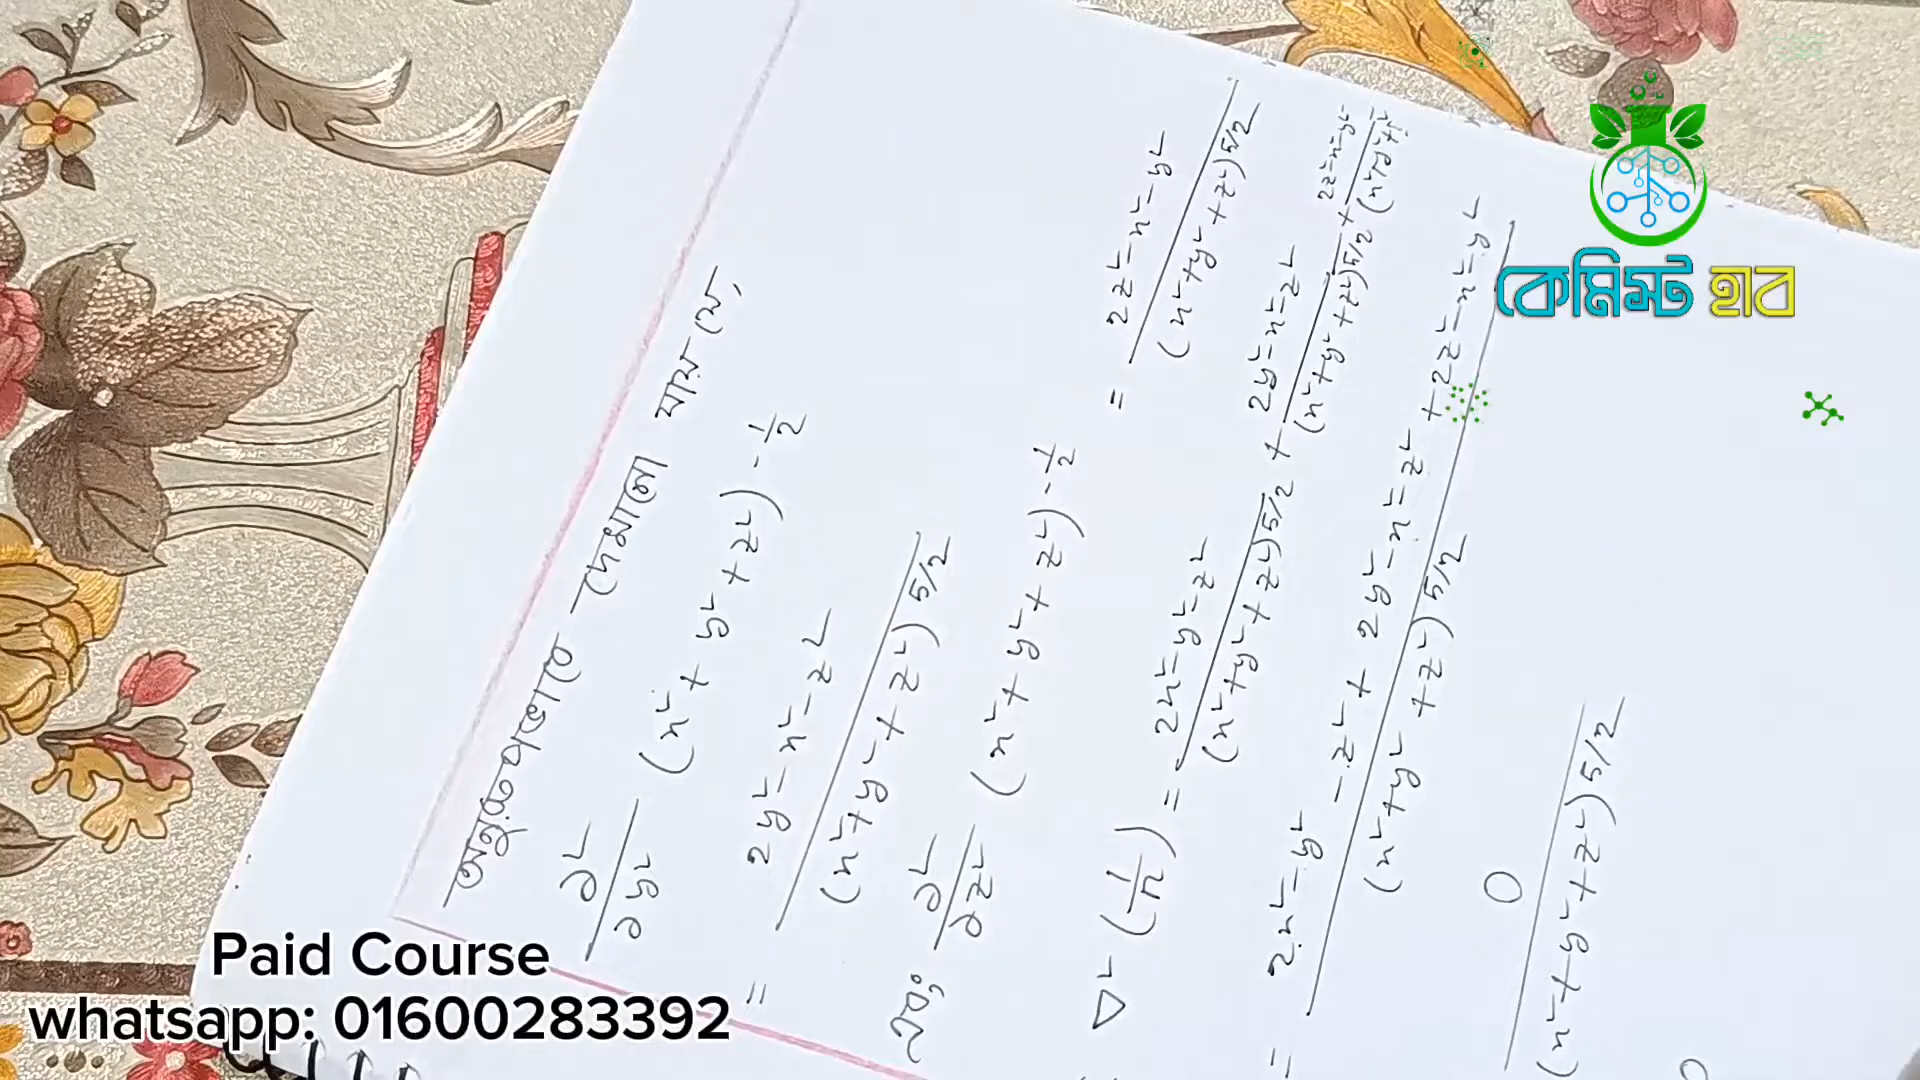 অনুরূপভাবে দেখানো যায় যে,
∂²/∂y² (x² + y² + z²)^-1/2
= 2y² - x² - z² / (x² + y² + z²)^5/2
এবং ∂²/∂z² (x² + y² + z²)^-1/2 = 2z² - x² - y² / (x² + y² + z²)^5/2
∇² (1/r) = 2x² - y² - z² / (x² + y² + z²)^5/2 + 2y² - x² - z² / (x² + y² + z²)^5/2 + 2z² - x² - y² / (x² + y² + z²)
= 2x² - y² - z² + 2y² - x² - z² + 2z² - x² - y² / (x² + y² + z²)^5/2
0 / (x² + y² + z²)^5/2
কেমিস্ট হাব
Paid Course
whatsapp: 01600283392